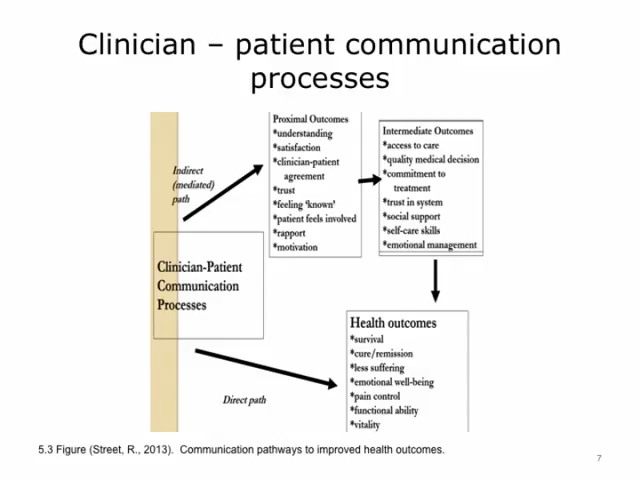 Clinician – patient communication
processes
Proximal Outcomes
*understanding
*satisfaction
*clinician-patient
agreement
*trust
*feeling ‘known’
*patient feels involved
*rapport
*motivation
Intermediate Outcomes
*access to care
*quality medical decision
*commitment to
treatment
*trust in system
*social support
*self-care skills
*emotional management
Indirect
(mediated)
path
Clinician-Patient
Communication
Processes
Health outcomes
*survival
*cure/remission
*less suffering
*emotional well-being
*pain control
*functional ability
*vitality
Direct path
5.3 Figure (Street, R., 2013). Communication pathways to improved health outcomes.
7